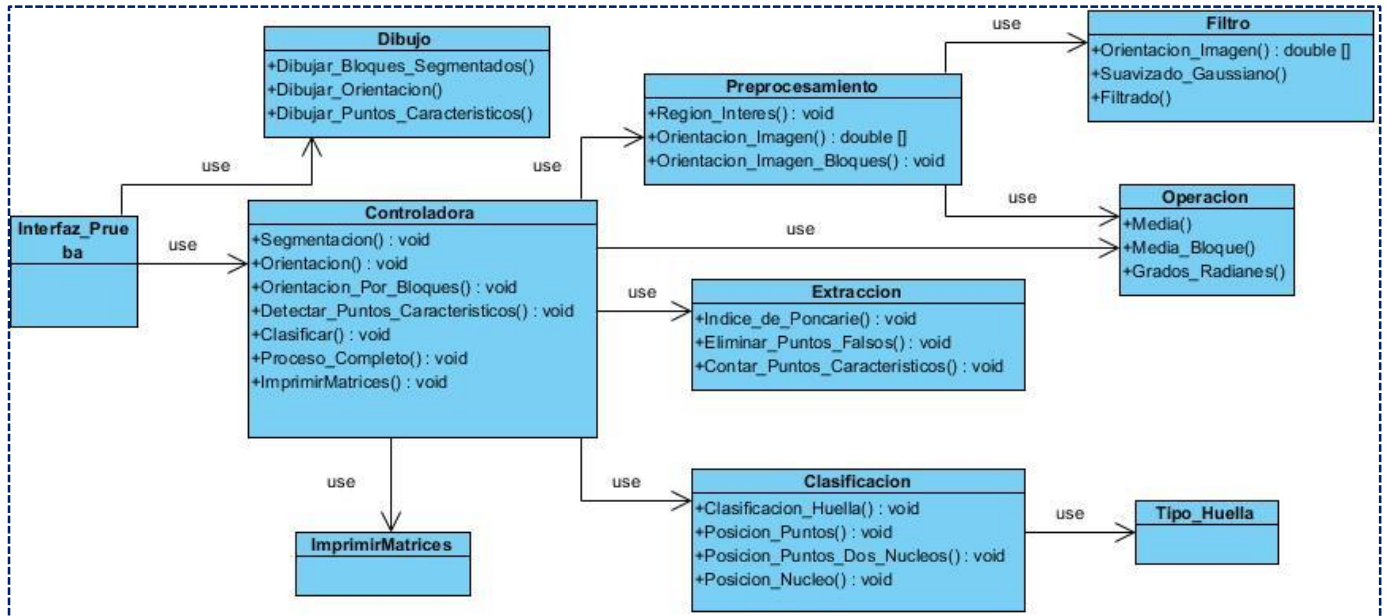 Dibujo
+Dibujar_Bloques_Segmentados()
+Dibujar_Orientacion()
+Dibujar_Puntos_Caracteristicos()
use
Filtro
+Orientacion_Imagen() : double []
+Suavizado_Gaussiano()
+Filtrado()
use
Preprocesamiento
+Region_Interes() : void
+Orientacion_Imagen() : double []
+Orientacion_Imagen_Bloques() : void
use
use
Operacion
+Media()
+Media_Bloque()
+Grados_Radianes()
Interfaz_Prue
ba
use
Controladora
+Segmentacion() : void
+Orientacion() : void
+Orientacion_Por_Bloques() : void
+Detectar_Puntos_Caracteristicos() : void
+Clasificar() : void
+Proceso_Completo() : void
+ImprimirMatrices() : void
use
use
Extraccion
+Indice_de_Poncarie() : void
+Eliminar_Puntos_Falsos() : void
+Contar_Puntos_Caracteristicos() : void
use
ImprimirMatrices
use
Clasificacion
+Clasificacion_Huella() : void
+Posicion_Puntos() : void
+Posicion_Puntos_Dos_Nucleos() : void
+Posicion_Nucleo() : void
use
Tipo_Huella